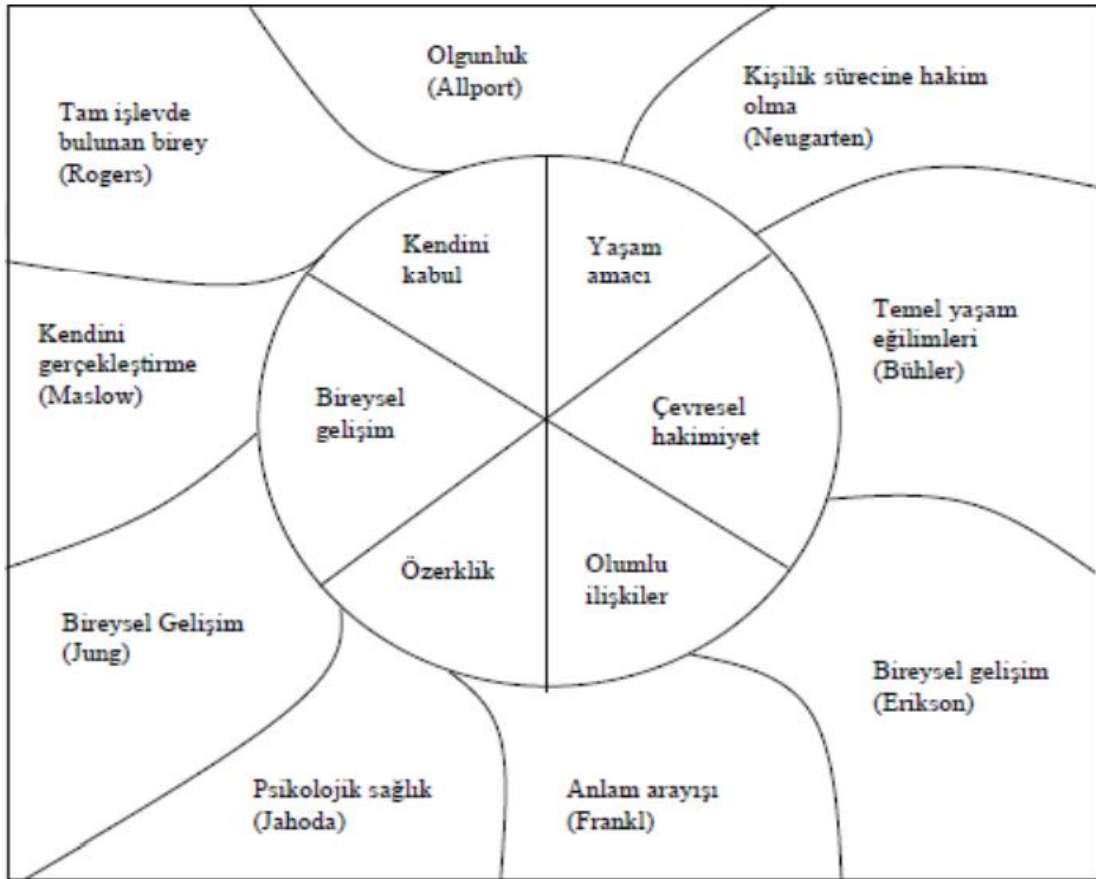 Olgunluk
(Allport)
Kişilik sürecine hakim
olma
(Neugarten)
Tam işlevde
bulunan birey
(Rogers)
Kendini
kabul
Yaşam
amacı
Kendini
gerçekleştirme
(Maslow)
Temel yaşam
eğilimleri
(Bühler)
Bireysel
gelişim
Çevresel
hakimiyet
Özerklik
Olumlu
ilişkiler
Bireysel Gelişim
(Jung)
Bireysel gelişim
(Erikson)
Psikolojik sağlık
(Jahoda)
Anlam arayışı
(Frankl)